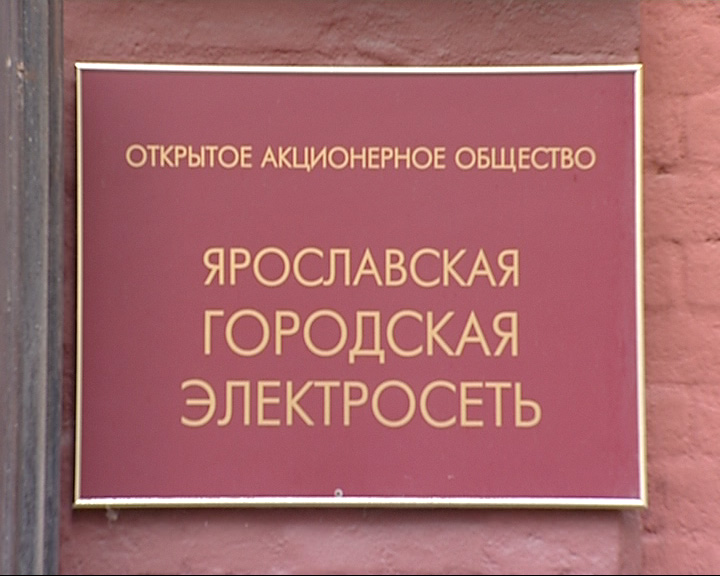 ОТКРЫТОЕ АКЦИОНЕРНОЕ ОБЩЕСТВО
ЯРОСЛАВСКАЯ
ГОРОДСКАЯ
ЭЛЕКТРОСЕТЬ